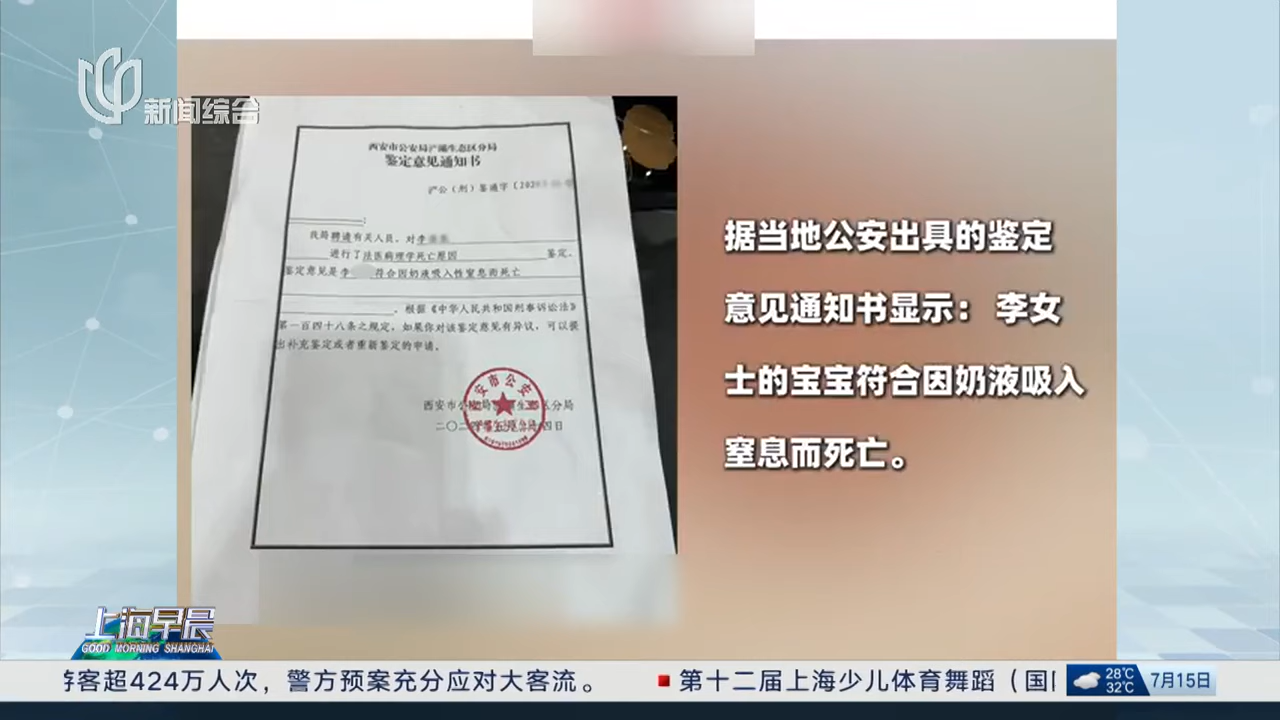 新闻综合
西安市公安局浐灞生态区分局
鉴定意见通知书
浐公（刑）鉴通字〔202
我局聘请有关人员，对李
进行了法医病理学死亡原因 鉴定。
鉴定意见是李 符合因奶液吸入性窒息而死亡
。根据《中华人民共和国刑事诉讼法》
第一百四十八条之规定，如果你对该鉴定意见有异议，可以提
出补充鉴定或者重新鉴定的申请。
据当地公安出具的鉴定
意见通知书显示： 李女
士的宝宝符合因奶液吸入
窒息而死亡。
上海早晨
GOOD MORNING SHANGHAI
客超424万人次，警方预案充分应对大客流。
第十二届上海少儿体育舞蹈（国
28℃
32℃
7月15日